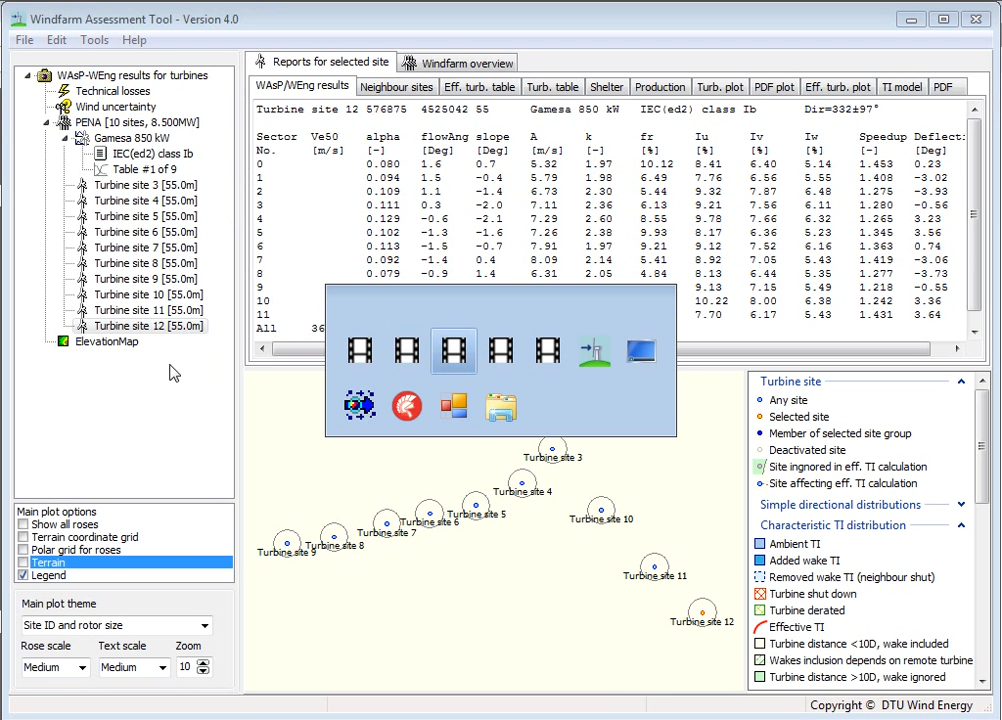 Windfarm Assessment Tool - Version 4.0
File Edit Tools Help
WAsP-WEng results for turbines
Technical losses
Wind uncertainty
PENA [10 sites, 8.500MW]
Gamesa 850 kW
IEC(ed2) class Ib
Table #1 of 9
Turbine site 3 [55.0m]
Turbine site 4 [55.0m]
Turbine site 5 [55.0m]
Turbine site 6 [55.0m]
Turbine site 7 [55.0m]
Turbine site 8 [55.0m]
Turbine site 9 [55.0m]
Turbine site 10 [55.0m]
Turbine site 11 [55.0m]
Turbine site 12 [55.0m]
ElevationMap
Main plot options
Show all roses
Terrain coordinate grid
Polar grid for roses
Terrain
Legend
Main plot theme
Site ID and rotor size
Rose scale Text scale Zoom
Medium Medium 10
Reports for selected site Windfarm overview
WAsP/WEng results Neighbour sites Eff. turb. table Turb. table Shelter Production Turb. plot PDF plot Eff. turb. plot TI model PDF
Turbine site 12 576875 4525042 55 Gamesa 850 kW IEC(ed2) class Ib Dir=332±97°
Sector Ve50 alpha flowAng slope A k fr Iu Iv Iw Speedup Deflect:
No. [m/s] [-] [Deg] [Deg] [m/s] [-] [%] [%] [%] [%] [-] [Deg]
0 0.080 1.6 0.7 5.32 1.97 10.12 8.41 6.40 5.14 1.453 0.23
1 0.094 1.5 -0.4 5.79 1.98 6.49 7.76 6.56 5.55 1.408 -3.02
2 0.109 1.1 -1.4 6.73 2.30 5.44 9.32 7.87 6.48 1.275 -3.93
3 0.111 0.3 -2.0 7.11 2.36 6.13 9.21 7.56 6.11 1.280 -0.56
4 0.129 -0.6 -2.1 7.29 2.60 8.55 9.78 7.66 6.32 1.265 3.23
5 0.102 -1.3 -1.6 7.26 2.38 9.93 8.17 6.36 5.23 1.345 3.56
6 0.113 -1.5 -0.7 7.91 1.97 9.21 9.12 7.52 6.16 1.363 0.74
7 0.092 -1.4 0.4 8.09 2.14 5.41 8.92 7.05 5.43 1.419 -3.06
8 0.079 -0.9 1.4 6.31 2.05 4.84 8.13 6.44 5.35 1.277 -3.73
9 9.13 7.15 5.49 1.218 -0.55
10 10.22 8.00 6.38 1.242 3.36
11 7.70 6.17 5.43 1.431 3.64
All 36
Turbine site 3
Turbine site 4
Turbine site 5
Turbine site 6
Turbine site 7
Turbine site 8
Turbine site 9
Turbine site 10
Turbine site 11
Turbine site 12
Turbine site
Any site
Selected site
Member of selected site group
Deactivated site
Site ingnored in eff. TI calculation
Site affecting eff. TI calculation
Simple directional distributions
Characteristic TI distribution
Ambient TI
Added wake TI
Removed wake TI (neighbour shut)
Turbine shut down
Turbine derated
Effective TI
Turbine distance <10D, wake included
Wakes inclusion depends on remote turbine
Turbine distance >10D, wake ignored
Copyright © DTU Wind Energy